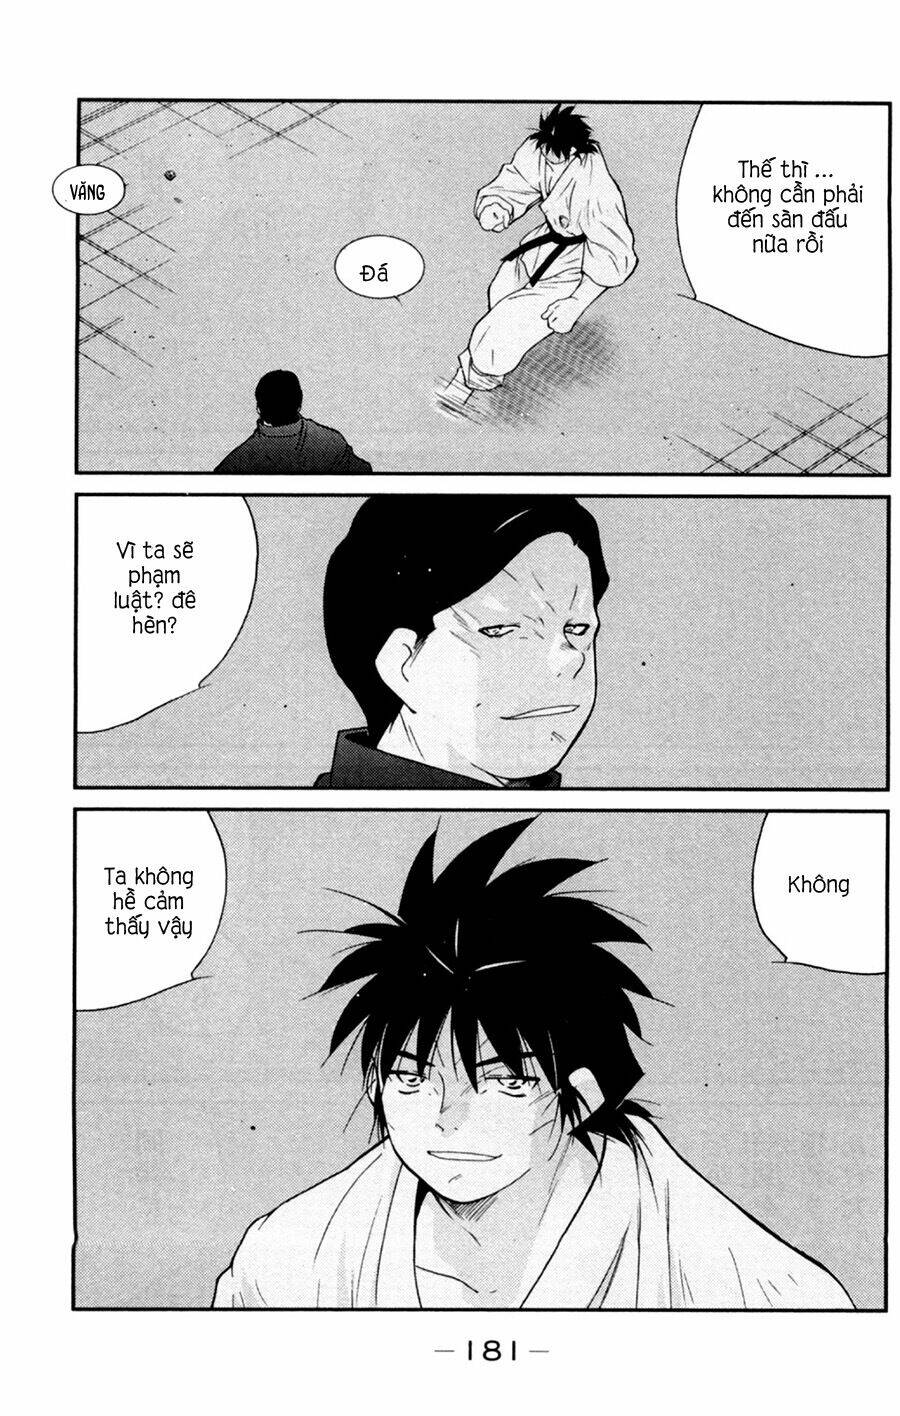 Thế thì ...
không cần phải
đến sàn đấu
nữa rồi
Đá
VĂNG
Vì ta sẽ
phạm
luật? đê
hèn?
Không
Ta không
hề cảm
thấy vậy
— 181 —